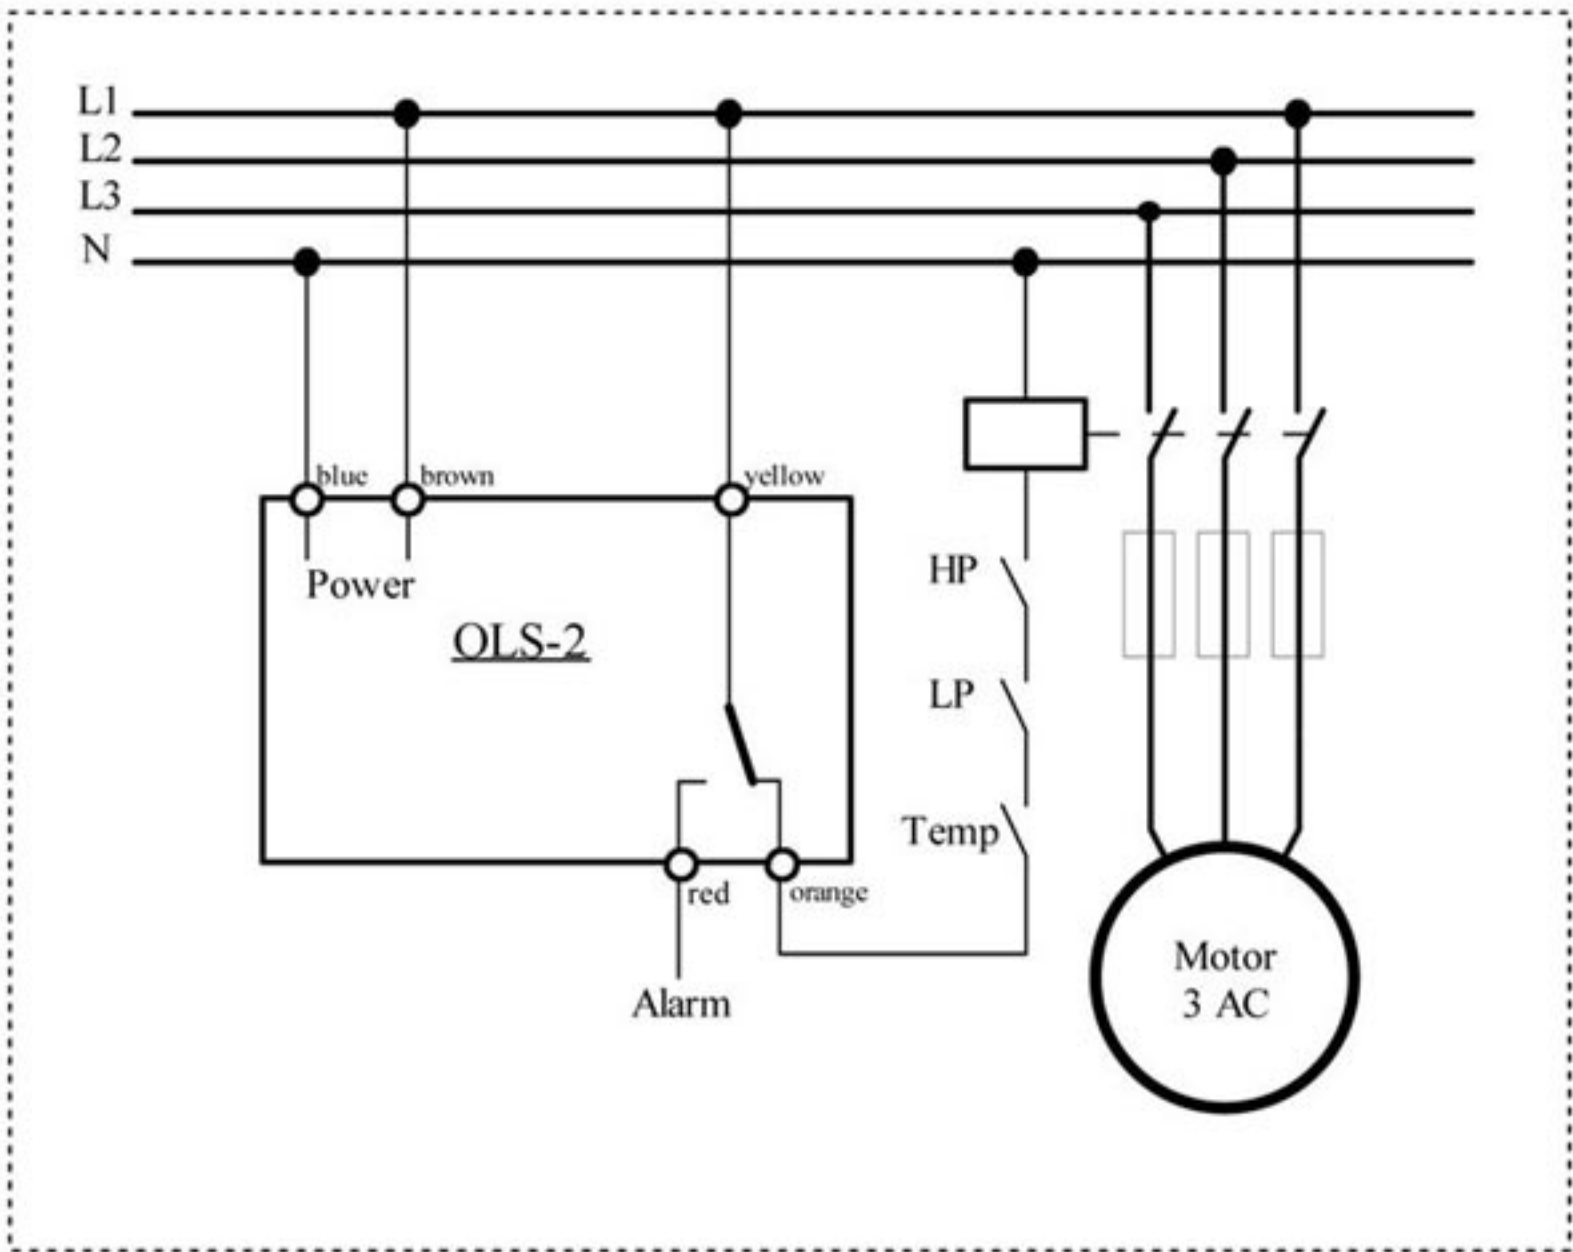 L1
L2
L3
N
blue
brown
yellow
Power
OLS-2
HP
LP
Temp
red
orange
Alarm
Motor
3 AC